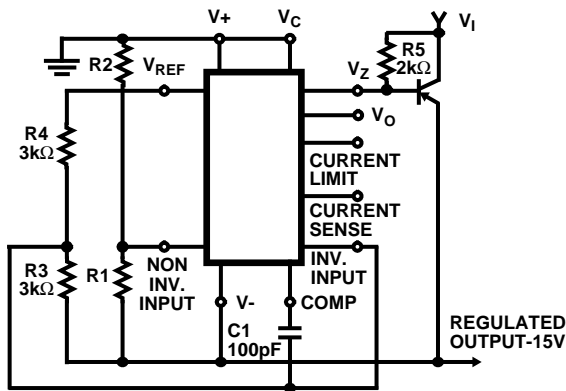 V+
VC
VI
R2
VREF
VZ
R5
2kΩ
VO
R4
3kΩ
CURRENT
LIMIT
CURRENT
SENSE
R3
3kΩ
R1
NON
INV.
INPUT
INV.
INPUT
V-
COMP
C1
100pF
REGULATED
OUTPUT-15V